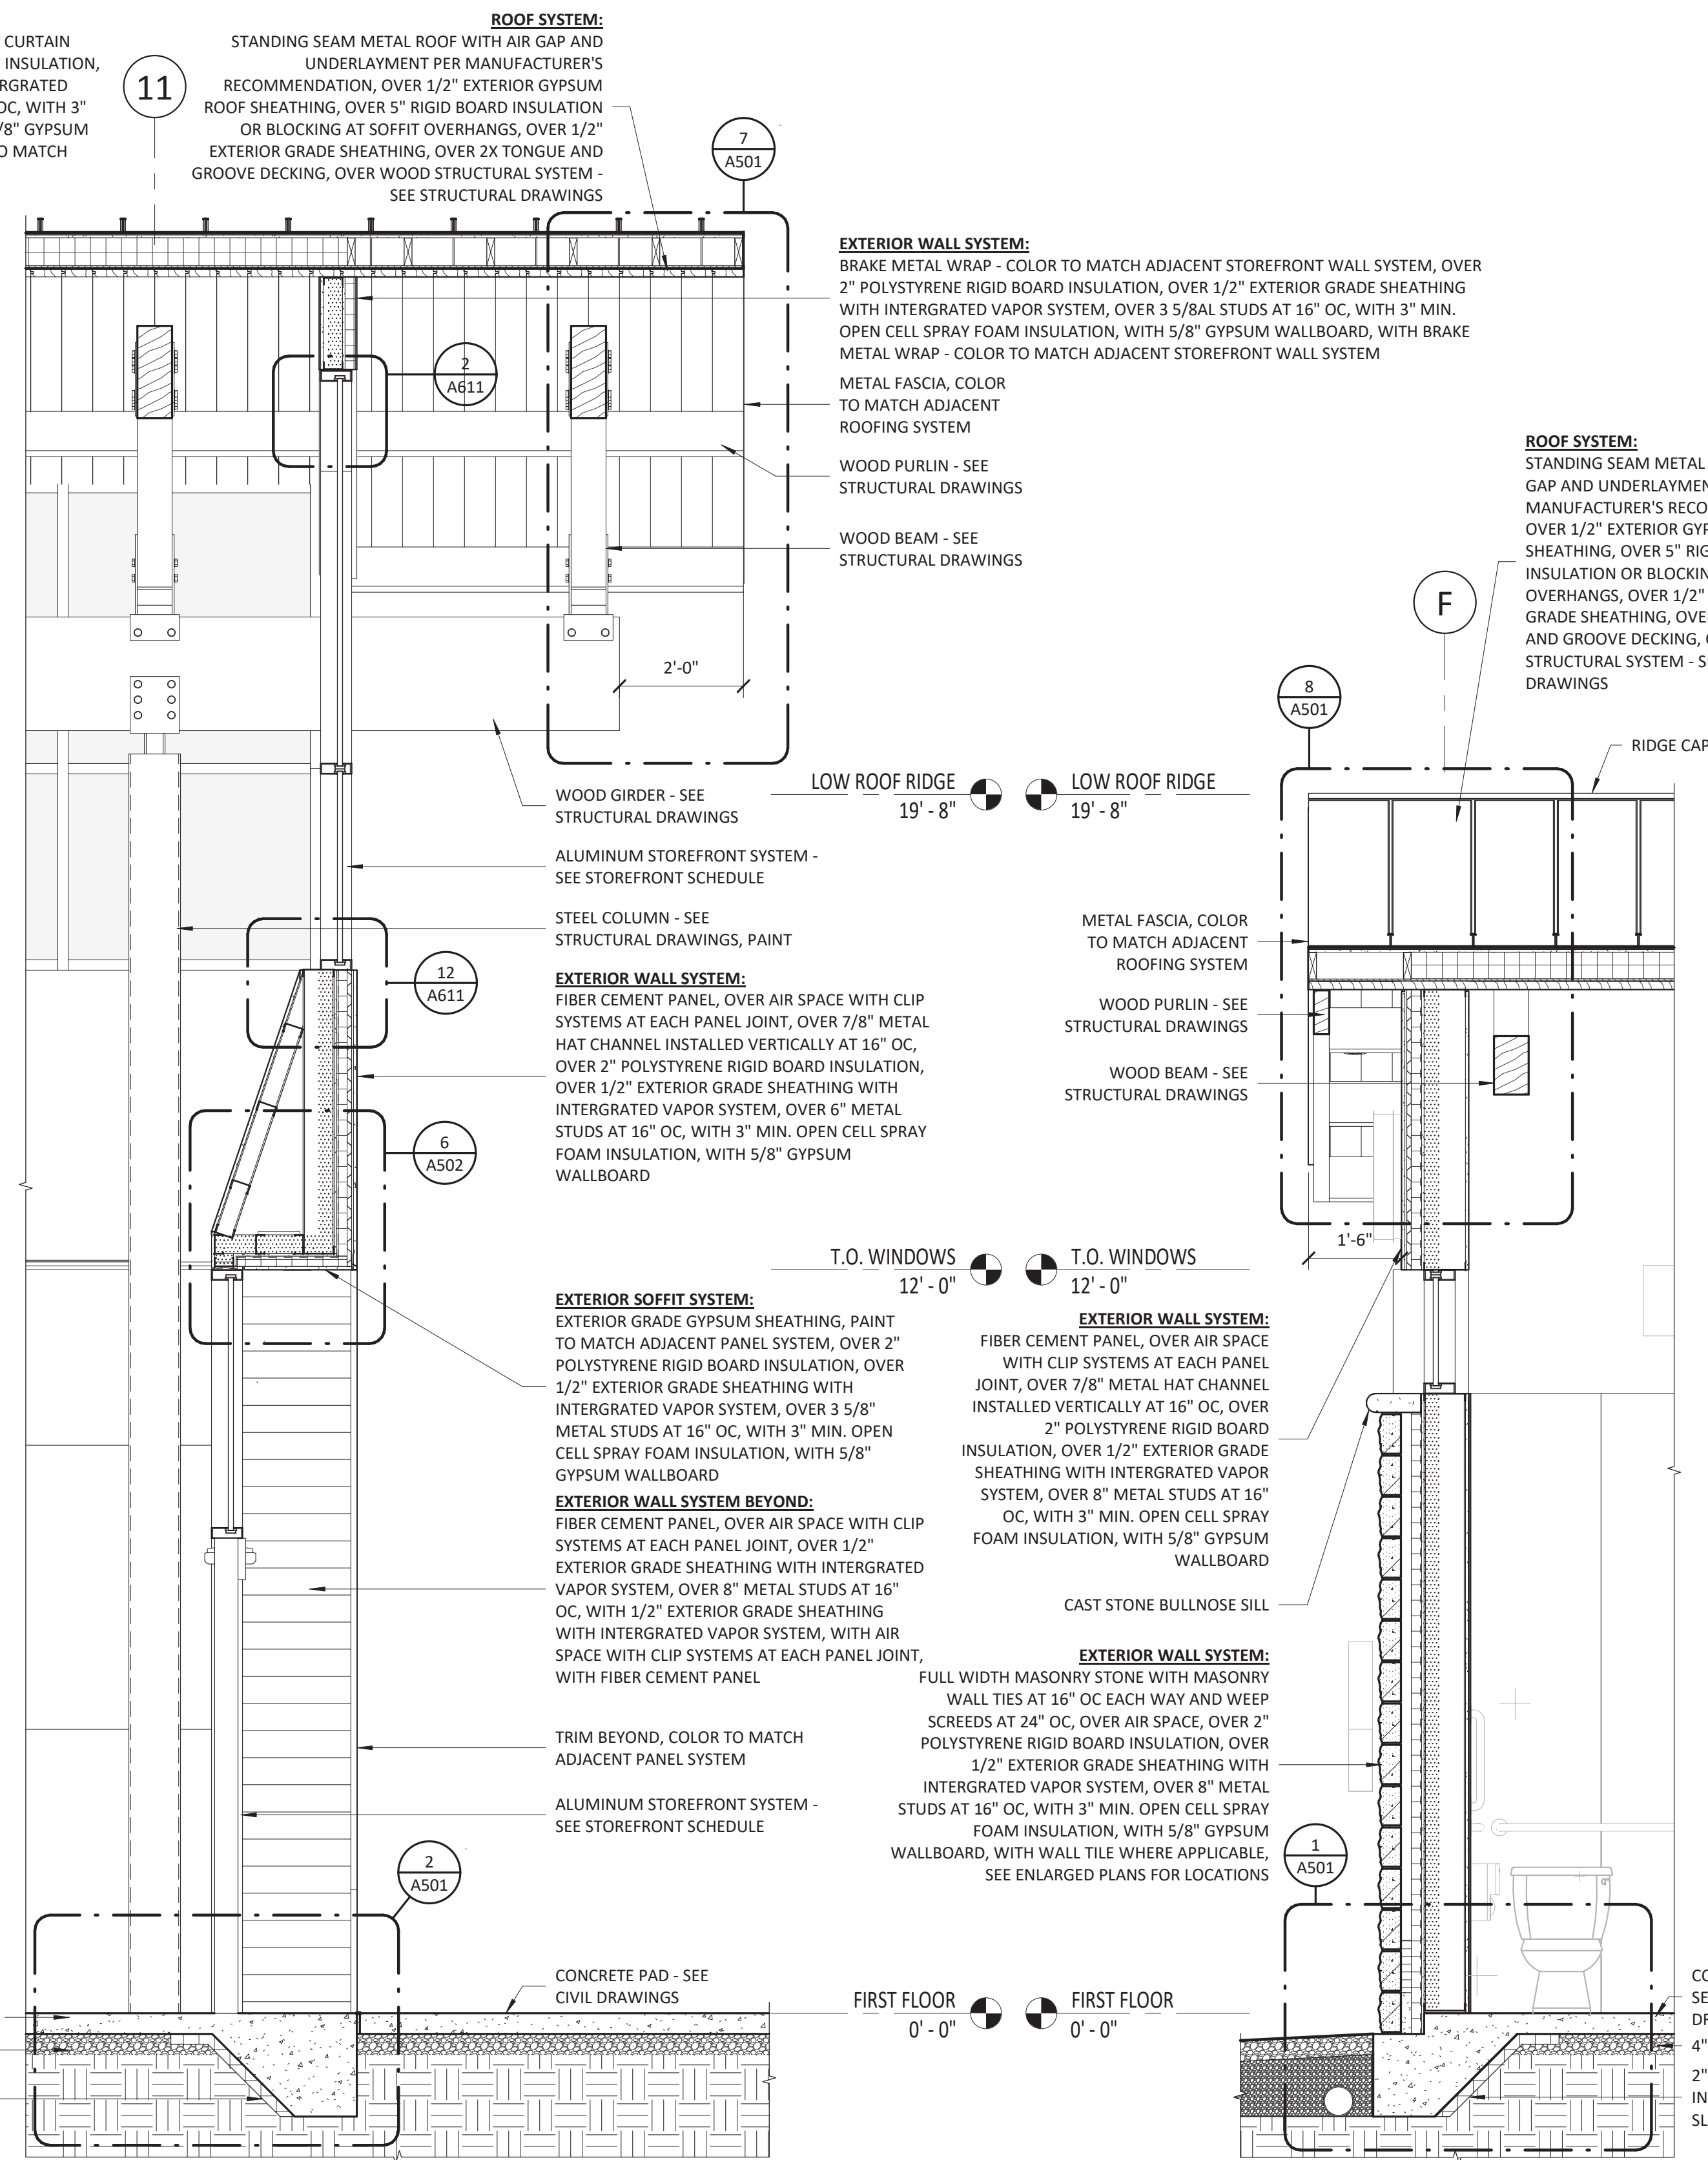 CURTAIN
INSULATION,
RGRATED
OC, WITH 3"
/8" GYPSUM
O MATCH
11
ROOF SYSTEM:
STANDING SEAM METAL ROOF WITH AIR GAP AND
UNDERLAYMENT PER MANUFACTURER'S
RECOMMENDATION, OVER 1/2" EXTERIOR GYPSUM
ROOF SHEATHING, OVER 5" RIGID BOARD INSULATION
OR BLOCKING AT SOFFIT OVERHANGS, OVER 1/2"
EXTERIOR GRADE SHEATHING, OVER 2X TONGUE AND
GROOVE DECKING, OVER WOOD STRUCTURAL SYSTEM -
SEE STRUCTURAL DRAWINGS
7
A501
EXTERIOR WALL SYSTEM:
BRAKE METAL WRAP - COLOR TO MATCH ADJACENT STOREFRONT WALL SYSTEM, OVER
2" POLYSTYRENE RIGID BOARD INSULATION, OVER 1/2" EXTERIOR GRADE SHEATHING
WITH INTERGRATED VAPOR SYSTEM, OVER 3 5/8AL STUDS AT 16" OC, WITH 3" MIN.
OPEN CELL SPRAY FOAM INSULATION, WITH 5/8" GYPSUM WALLBOARD, WITH BRAKE
METAL WRAP - COLOR TO MATCH ADJACENT STOREFRONT WALL SYSTEM
2
A611
METAL FASCIA, COLOR
TO MATCH ADJACENT
ROOFING SYSTEM
WOOD PURLIN - SEE
STRUCTURAL DRAWINGS
WOOD BEAM - SEE
STRUCTURAL DRAWINGS
2'-0"
WOOD GIRDER - SEE
STRUCTURAL DRAWINGS
ALUMINUM STOREFRONT SYSTEM -
SEE STOREFRONT SCHEDULE
STEEL COLUMN - SEE
STRUCTURAL DRAWINGS, PAINT
12
A611
EXTERIOR WALL SYSTEM:
FIBER CEMENT PANEL, OVER AIR SPACE WITH CLIP
SYSTEMS AT EACH PANEL JOINT, OVER 7/8" METAL
HAT CHANNEL INSTALLED VERTICALLY AT 16" OC,
OVER 2" POLYSTYRENE RIGID BOARD INSULATION,
OVER 1/2" EXTERIOR GRADE SHEATHING WITH
INTERGRATED VAPOR SYSTEM, OVER 6" METAL
STUDS AT 16" OC, WITH 3" MIN. OPEN CELL SPRAY
FOAM INSULATION, WITH 5/8" GYPSUM
WALLBOARD
6
A502
EXTERIOR SOFFIT SYSTEM:
EXTERIOR GRADE GYPSUM SHEATHING, PAINT
TO MATCH ADJACENT PANEL SYSTEM, OVER 2"
POLYSTYRENE RIGID BOARD INSULATION, OVER
1/2" EXTERIOR GRADE SHEATHING WITH
INTERGRATED VAPOR SYSTEM, OVER 3 5/8"
METAL STUDS AT 16" OC, WITH 3" MIN. OPEN
CELL SPRAY FOAM INSULATION, WITH 5/8"
GYPSUM WALLBOARD
EXTERIOR WALL SYSTEM BEYOND:
FIBER CEMENT PANEL, OVER AIR SPACE WITH CLIP
SYSTEMS AT EACH PANEL JOINT, OVER 1/2"
EXTERIOR GRADE SHEATHING WITH INTERGRATED
VAPOR SYSTEM, OVER 8" METAL STUDS AT 16"
OC, WITH 1/2" EXTERIOR GRADE SHEATHING
WITH INTERGRATED VAPOR SYSTEM, WITH AIR
SPACE WITH CLIP SYSTEMS AT EACH PANEL JOINT,
WITH FIBER CEMENT PANEL
TRIM BEYOND, COLOR TO MATCH
ADJACENT PANEL SYSTEM
ALUMINUM STOREFRONT SYSTEM -
SEE STOREFRONT SCHEDULE
2
A501
CONCRETE PAD - SEE
CIVIL DRAWINGS
LOW ROOF RIDGE
19' - 8"
LOW ROOF RIDGE
19' - 8"
T.O. WINDOWS
12' - 0"
T.O. WINDOWS
12' - 0"
FIRST FLOOR
0' - 0"
FIRST FLOOR
0' - 0"
ROOF SYSTEM:
STANDING SEAM METAL
GAP AND UNDERLAYMEN
MANUFACTURER'S RECO
OVER 1/2" EXTERIOR GYP
SHEATHING, OVER 5" RIG
INSULATION OR BLOCKIN
OVERHANGS, OVER 1/2"
GRADE SHEATHING, OVE
AND GROOVE DECKING,
STRUCTURAL SYSTEM - S
DRAWINGS
F
8
A501
RIDGE CAP
METAL FASCIA, COLOR
TO MATCH ADJACENT
ROOFING SYSTEM
WOOD PURLIN - SEE
STRUCTURAL DRAWINGS
WOOD BEAM - SEE
STRUCTURAL DRAWINGS
1'-6"
EXTERIOR WALL SYSTEM:
FIBER CEMENT PANEL, OVER AIR SPACE
WITH CLIP SYSTEMS AT EACH PANEL
JOINT, OVER 7/8" METAL HAT CHANNEL
INSTALLED VERTICALLY AT 16" OC, OVER
2" POLYSTYRENE RIGID BOARD
INSULATION, OVER 1/2" EXTERIOR GRADE
SHEATHING WITH INTERGRATED VAPOR
SYSTEM, OVER 8" METAL STUDS AT 16"
OC, WITH 3" MIN. OPEN CELL SPRAY
FOAM INSULATION, WITH 5/8" GYPSUM
WALLBOARD
CAST STONE BULLNOSE SILL
EXTERIOR WALL SYSTEM:
FULL WIDTH MASONRY STONE WITH MASONRY
WALL TIES AT 16" OC EACH WAY AND WEEP
SCREEDS AT 24" OC, OVER AIR SPACE, OVER 2"
POLYSTYRENE RIGID BOARD INSULATION, OVER
1/2" EXTERIOR GRADE SHEATHING WITH
INTERGRATED VAPOR SYSTEM, OVER 8" METAL
STUDS AT 16" OC, WITH 3" MIN. OPEN CELL SPRAY
FOAM INSULATION, WITH 5/8" GYPSUM
WALLBOARD, WITH WALL TILE WHERE APPLICABLE,
SEE ENLARGED PLANS FOR LOCATIONS
1
A501
CO
SE
DR
4"
2"
IN
SL